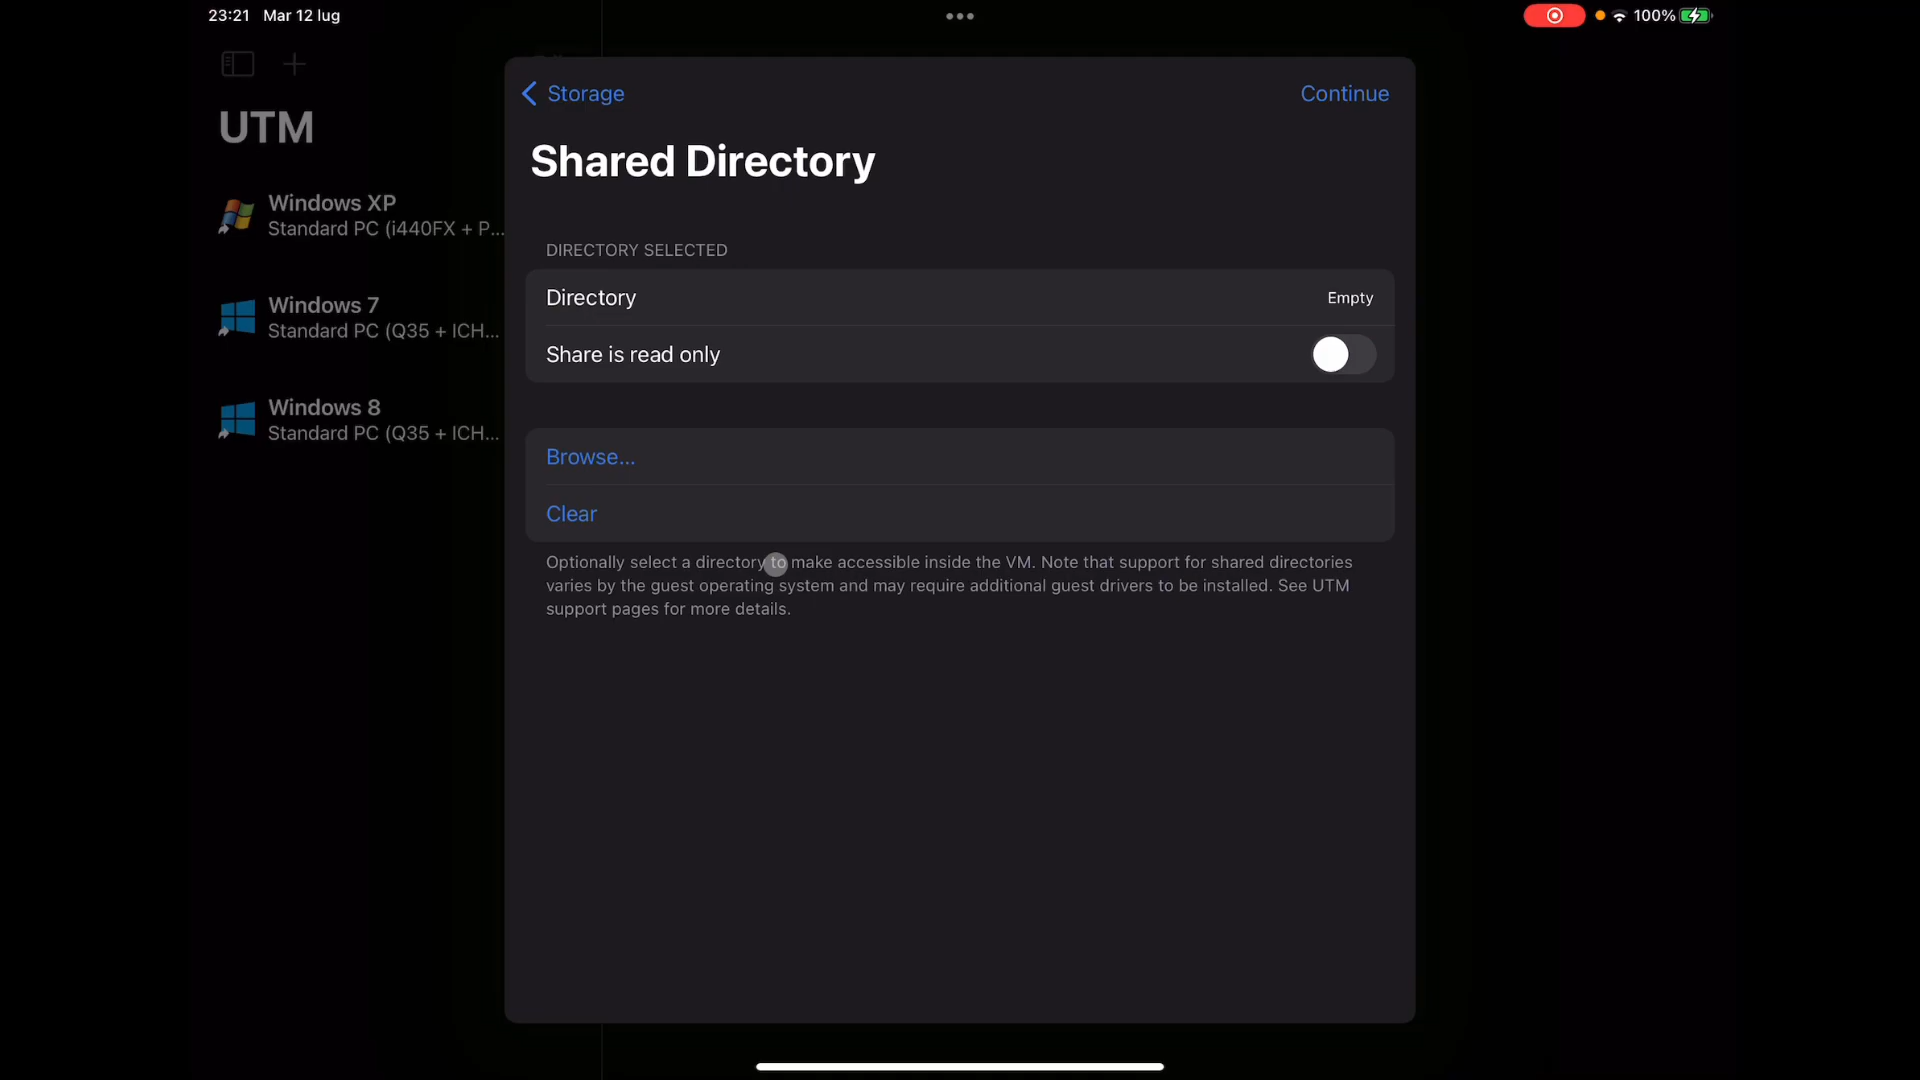 23:21 Mar 12 lug
100%
UTM
Windows XP
Standard PC (i440FX + P...
Windows 7
Standard PC (Q35 + ICH...
Windows 8
Standard PC (Q35 + ICH...
Storage
Continue
Shared Directory
DIRECTORY SELECTED
Directory
Empty
Share is read only
Browse...
Clear
Optionally select a directory to make accessible inside the VM. Note that support for shared directories
varies by the guest operating system and may require additional guest drivers to be installed. See UTM
support pages for more details.